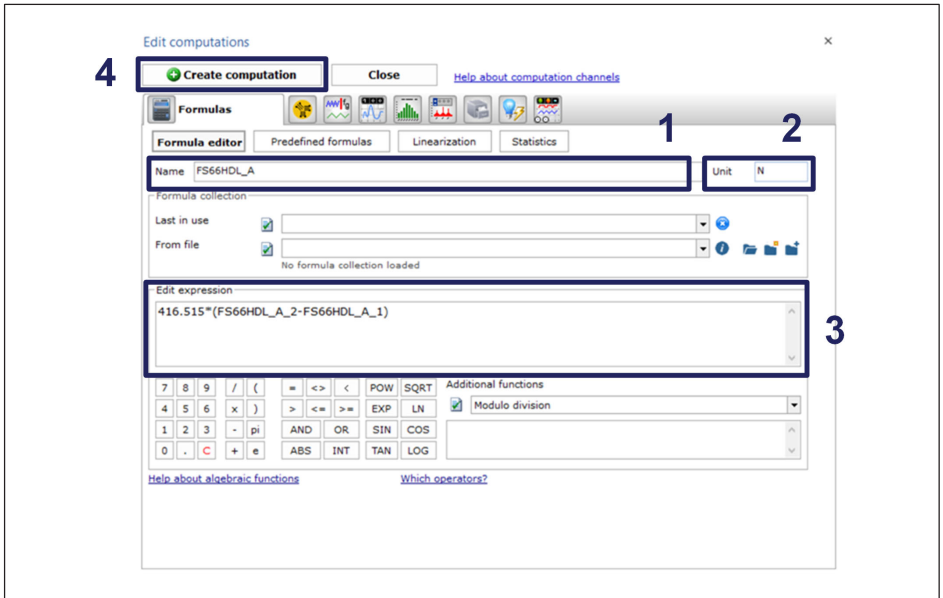 Edit computations ×
4 Create computation Close Help about computation channels
Formulas
1 2
Formula editor Predefined formulas Linearization Statistics
Name FS66HDL_A Unit N
Formula collection
Last in use
From file
No formula collection loaded
Edit expression
416.515*(FS66HDL_A_2-FS66HDL_A_1)
3
7 8 9 / ( = <> < POW SQRT Additional functions
4 5 6 x ) > <= >= EXP LN Modulo division
1 2 3 - pi AND OR SIN COS
0 . C + e ABS INT TAN LOG
Help about algebraic functions Which operators?